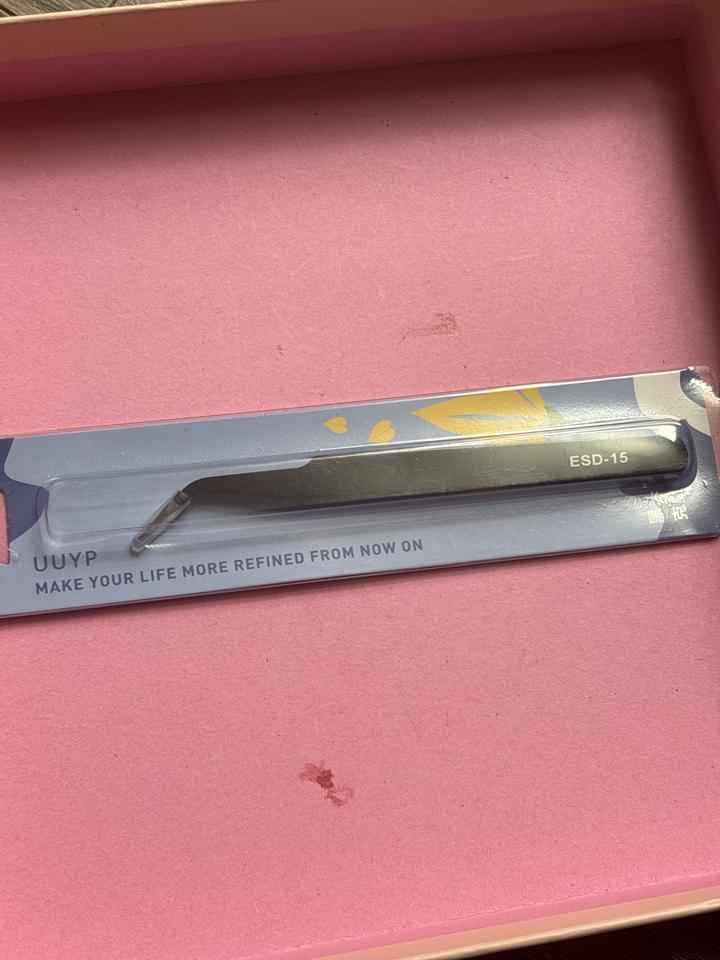 ESD-15
UUYP
MAKE YOUR LIFE MORE REFINED FROM NOW ON